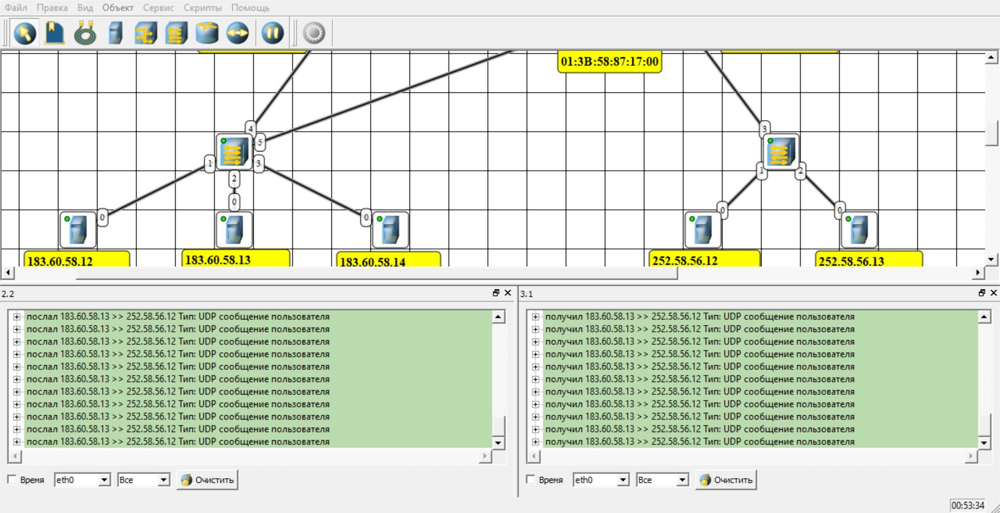 Файл Правка Вид Объект Сервис Скрипты Помощь
01:3B:58:87:17:00
4
5
3
1
3
1
2
2
0
0
0
0
0
183.60.58.12
183.60.58.13
183.60.58.14
252.58.56.12
252.58.56.13
2.2
послал 183.60.58.13 >> 252.58.56.12 Тип: UDP сообщение пользователя
послал 183.60.58.13 >> 252.58.56.12 Тип: UDP сообщение пользователя
послал 183.60.58.13 >> 252.58.56.12 Тип: UDP сообщение пользователя
послал 183.60.58.13 >> 252.58.56.12 Тип: UDP сообщение пользователя
послал 183.60.58.13 >> 252.58.56.12 Тип: UDP сообщение пользователя
послал 183.60.58.13 >> 252.58.56.12 Тип: UDP сообщение пользователя
послал 183.60.58.13 >> 252.58.56.12 Тип: UDP сообщение пользователя
послал 183.60.58.13 >> 252.58.56.12 Тип: UDP сообщение пользователя
послал 183.60.58.13 >> 252.58.56.12 Тип: UDP сообщение пользователя
послал 183.60.58.13 >> 252.58.56.12 Тип: UDP сообщение пользователя
послал 183.60.58.13 >> 252.58.56.12 Тип: UDP сообщение пользователя
Время eth0 Все Очистить
3.1
получил 183.60.58.13 >> 252.58.56.12 Тип: UDP сообщение пользователя
получил 183.60.58.13 >> 252.58.56.12 Тип: UDP сообщение пользователя
получил 183.60.58.13 >> 252.58.56.12 Тип: UDP сообщение пользователя
получил 183.60.58.13 >> 252.58.56.12 Тип: UDP сообщение пользователя
получил 183.60.58.13 >> 252.58.56.12 Тип: UDP сообщение пользователя
получил 183.60.58.13 >> 252.58.56.12 Тип: UDP сообщение пользователя
получил 183.60.58.13 >> 252.58.56.12 Тип: UDP сообщение пользователя
получил 183.60.58.13 >> 252.58.56.12 Тип: UDP сообщение пользователя
получил 183.60.58.13 >> 252.58.56.12 Тип: UDP сообщение пользователя
получил 183.60.58.13 >> 252.58.56.12 Тип: UDP сообщение пользователя
получил 183.60.58.13 >> 252.58.56.12 Тип: UDP сообщение пользователя
Время eth0 Все Очистить
00:53:34